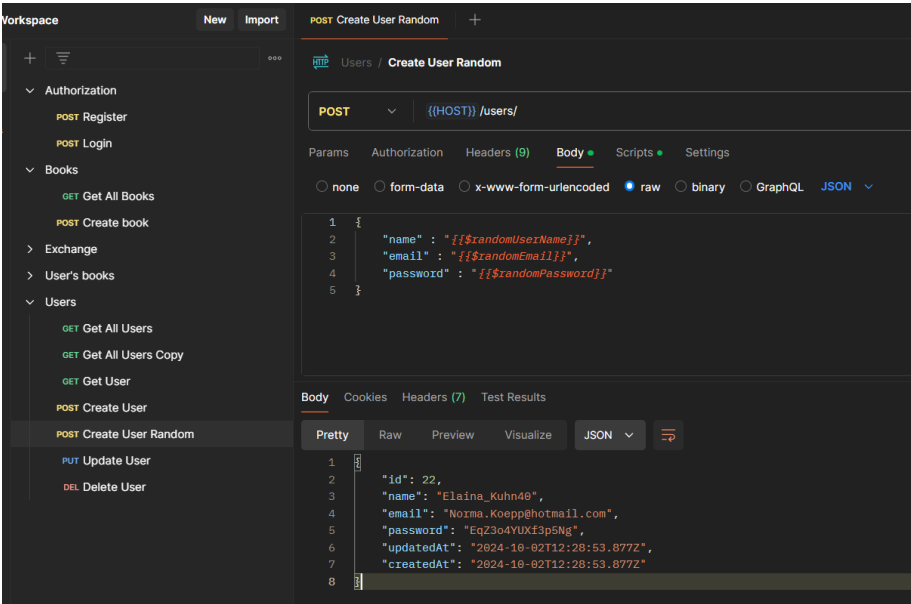 Workspace
New
Import
Authorization
POST Register
POST Login
Books
GET Get All Books
POST Create book
Exchange
User's books
Users
GET Get All Users
GET Get All Users Copy
GET Get User
POST Create User
POST Create User Random
PUT Update User
DEL Delete User
POST Create User Random
HTTP Users / Create User Random
POST {{HOST}} /users/
Params Authorization Headers (9) Body Scripts Settings
none form-data x-www-form-urlencoded raw binary GraphQL JSON
1 {
2 "name" : "{{$randomUserName}}",
3 "email" : "{{$randomEmail}}",
4 "password" : "{{$randomPassword}}"
5 }
Body Cookies Headers (7) Test Results
Pretty Raw Preview Visualize JSON
1 {
2 "id": 22,
3 "name": "Elaina_Kuhn40",
4 "email": "Norma.Koepp@hotmail.com",
5 "password": "EqZ3o4YUXf3p5Ng",
6 "updatedAt": "2024-10-02T12:28:53.877Z",
7 "createdAt": "2024-10-02T12:28:53.877Z"
8 }